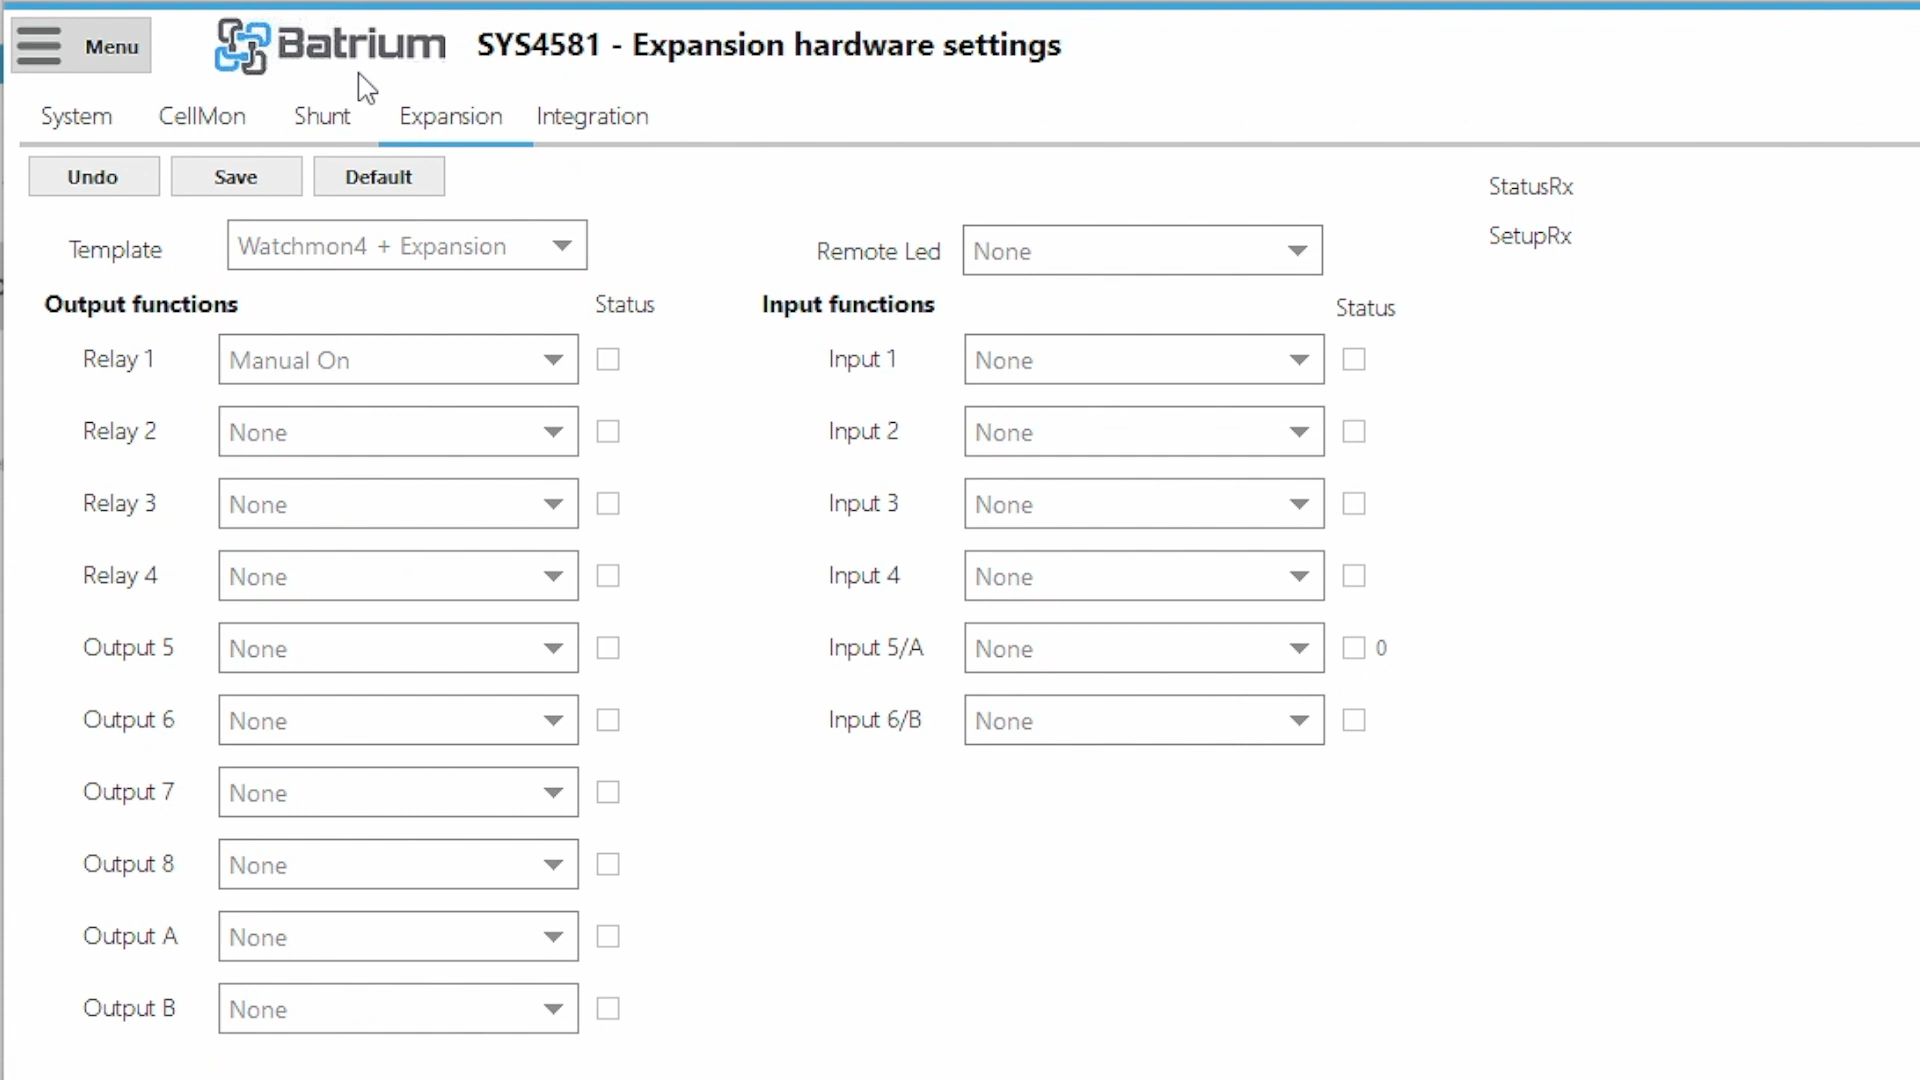 Menu
Batrium
SYS4581 - Expansion hardware settings
System CellMon Shunt Expansion Integration
Undo Save Default
StatusRx
Template Watchmon4 + Expansion
Remote Led None
SetupRx
Output functions Status
Input functions Status
Relay 1 Manual On
Input 1 None
Relay 2 None
Input 2 None
Relay 3 None
Input 3 None
Relay 4 None
Input 4 None
Output 5 None
Input 5/A None 0
Output 6 None
Input 6/B None
Output 7 None
Output 8 None
Output A None
Output B None